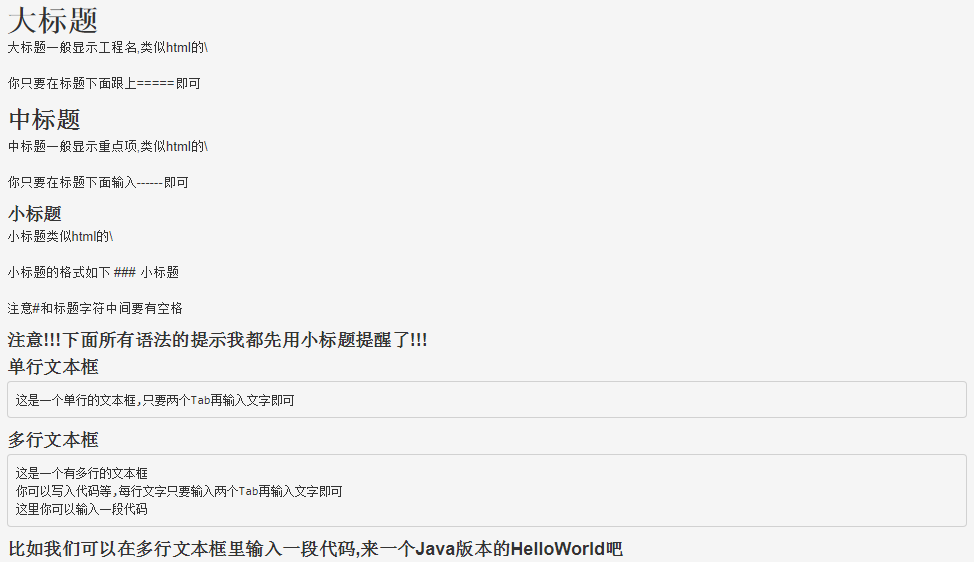 大标题
大标题一般显示工程名,类似html的\
你只要在标题下面跟上=====即可
中标题
中标题一般显示重点项,类似html的\
你只要在标题下面输入------即可
小标题
小标题类似html的\
小标题的格式如下 ### 小标题
注意#和标题字符中间要有空格
注意!!!下面所有语法的提示我都先用小标题提醒了!!!
单行文本框
这是一个单行的文本框,只要两个Tab再输入文字即可
多行文本框
这是一个有多行的文本框
你可以写入代码等,每行文字只要输入两个Tab再输入文字即可
这里你可以输入一段代码
比如我们可以在多行文本框里输入一段代码,来一个Java版本的HelloWorld吧